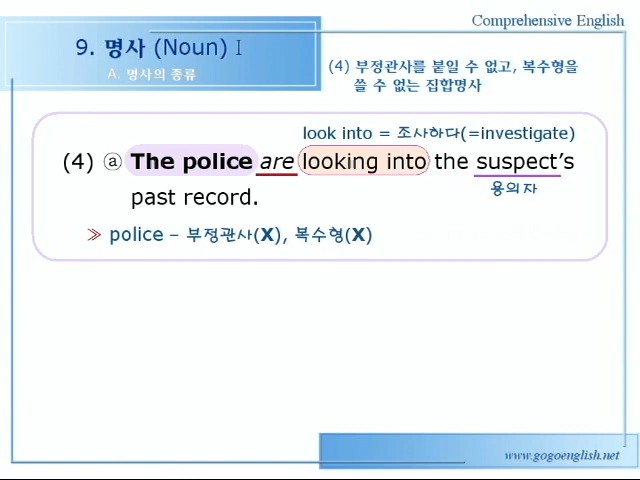 Comprehensive English
9. 명사 (Noun) I
A. 명사의 종류
(4) 부정관사를 붙일 수 없고, 복수형을
쓸 수 없는 집합명사
look into = 조사하다(=investigate)
(4) ⓐ The police are looking into the suspect's
용의자
past record.
≫ police – 부정관사(X), 복수형(X)
www.gogoenglish.net